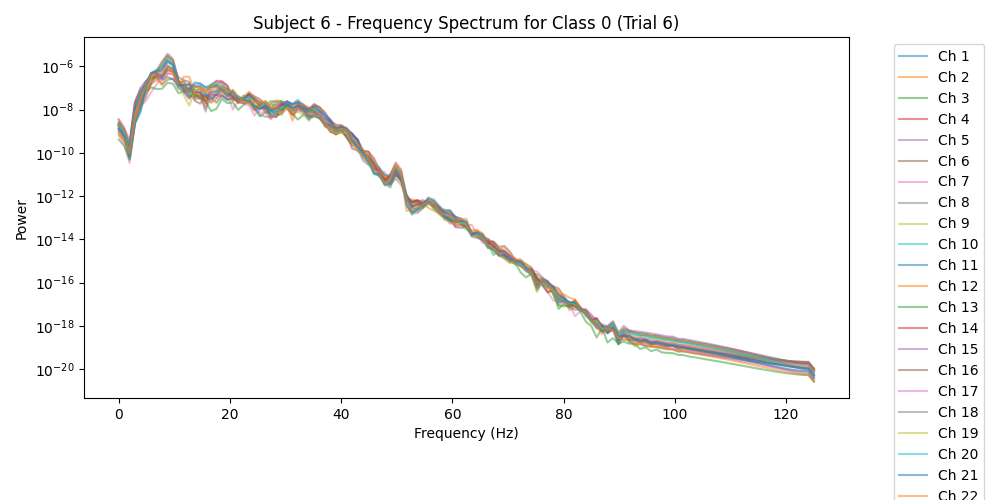 Subject 6 - Frequency Spectrum for Class 0 (Trial 6)
Power
10⁻⁶
10⁻⁸
10⁻¹⁰
10⁻¹²
10⁻¹⁴
10⁻¹⁶
10⁻¹⁸
10⁻²⁰
0 20 40 60 80 100 120
Frequency (Hz)
Ch 1
Ch 2
Ch 3
Ch 4
Ch 5
Ch 6
Ch 7
Ch 8
Ch 9
Ch 10
Ch 11
Ch 12
Ch 13
Ch 14
Ch 15
Ch 16
Ch 17
Ch 18
Ch 19
Ch 20
Ch 21
Ch 22